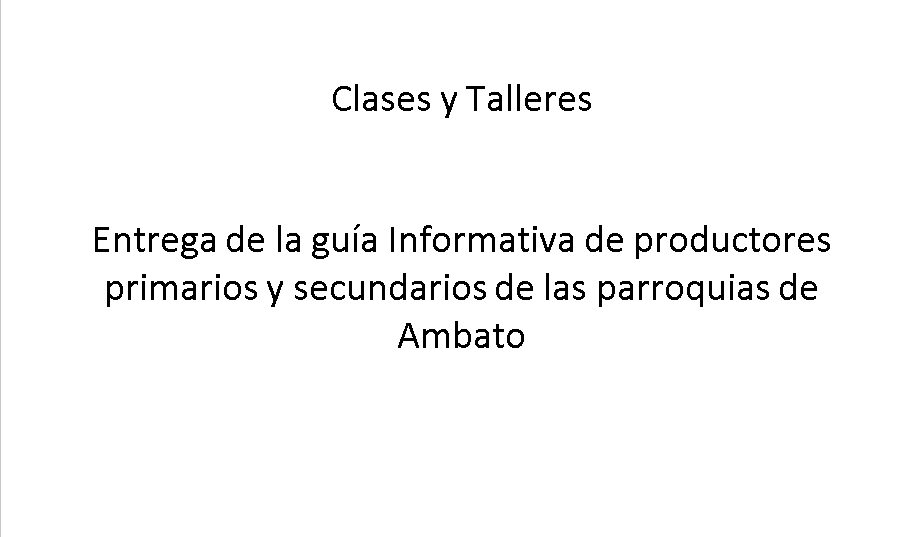 Clases y Talleres
Entrega de la guía Informativa de productores
primarios y secundarios de las parroquias de
Ambato